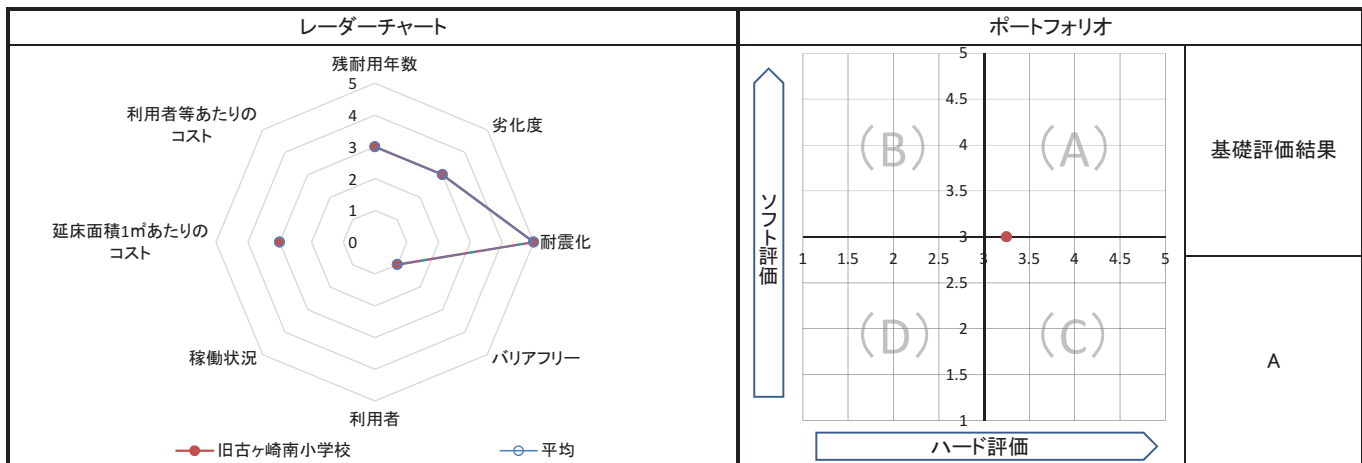 レーダーチャート
残耐用年数
5
4
3
2
1
0
劣化度
耐震化
バリアフリー
利用者
稼働状況
延床面積1㎡あたりの
コスト
利用者等あたりの
コスト
旧古ヶ崎南小学校
平均
ポートフォリオ
ソフト評価
5
4.5
4
3.5
3
2.5
2
1.5
1
1 1.5 2 2.5 3 3.5 4 4.5 5
(B) (A)
(D) (C)
ハード評価
基礎評価結果
A